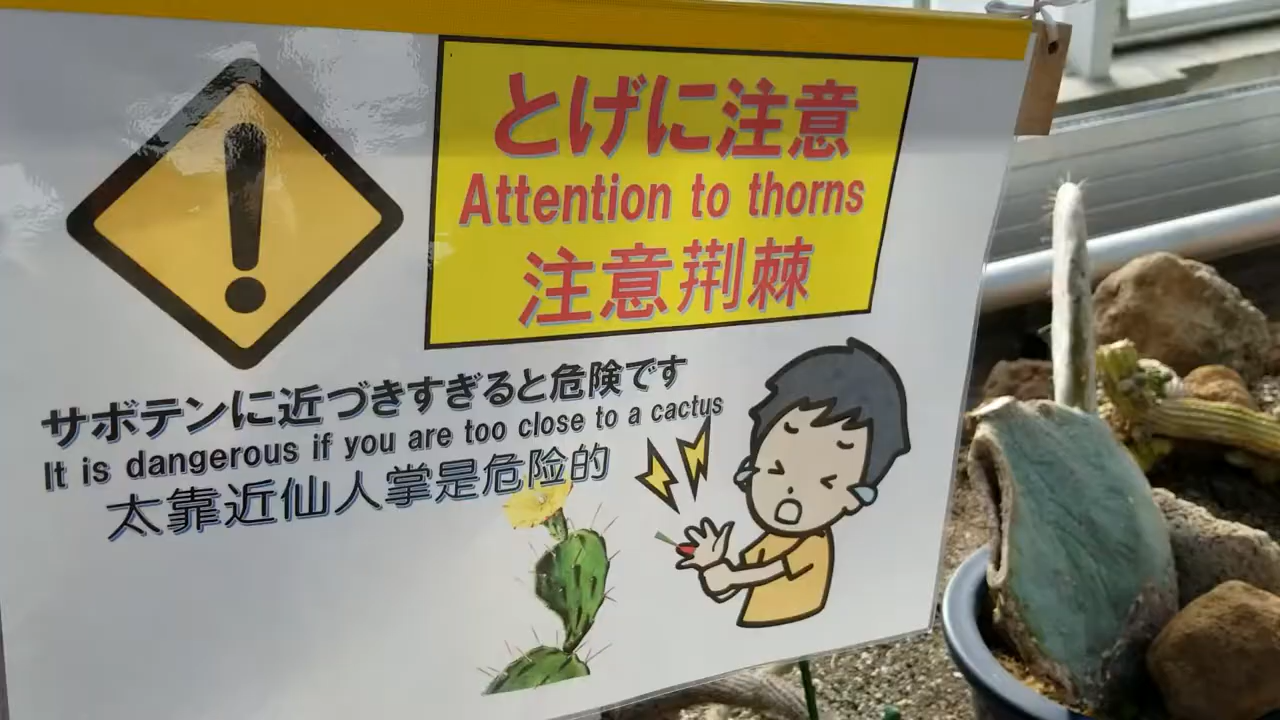 とげに注意
Attention to thorns
注意荆棘
サボテンに近づきすぎると危険です
It is dangerous if you are too close to a cactus
太靠近仙人掌是危险的